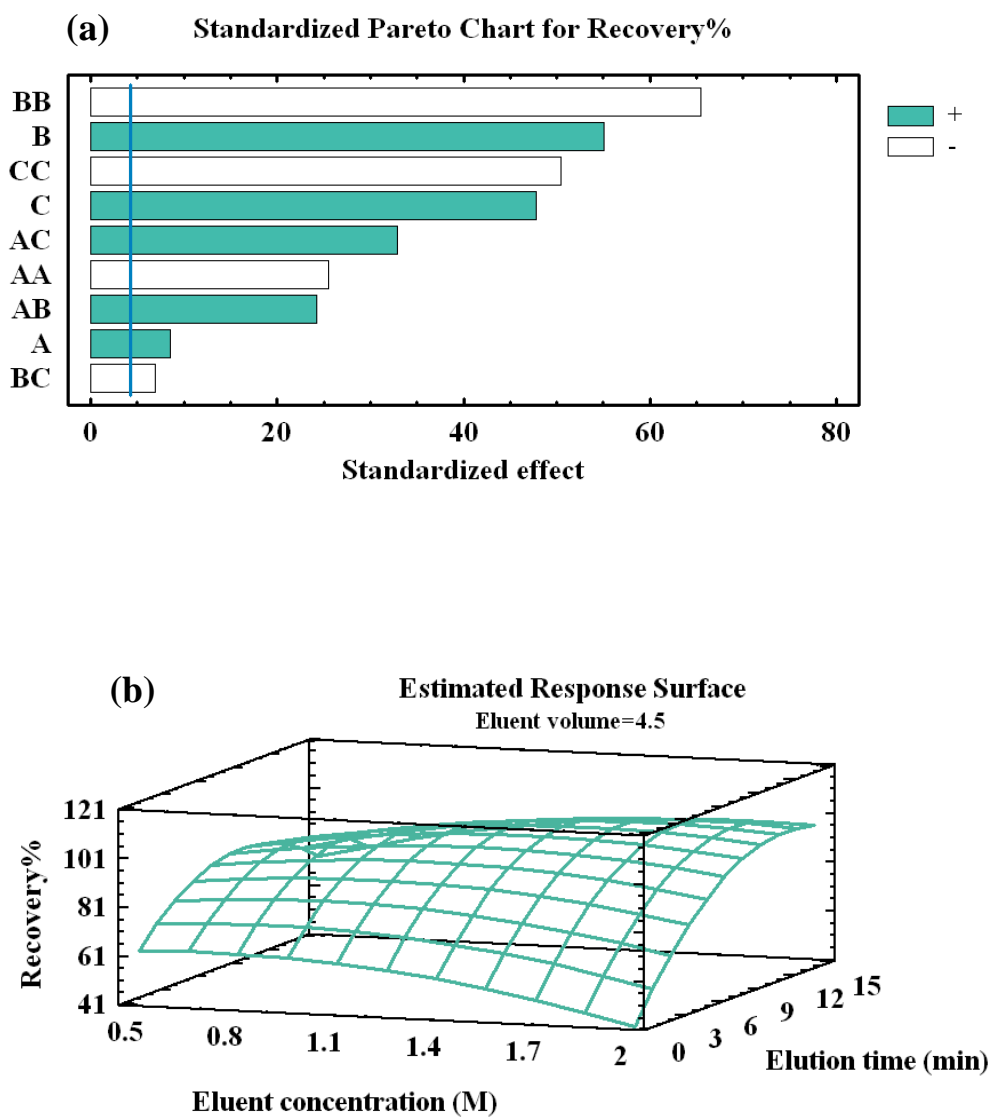 (a) Standardized Pareto Chart for Recovery%
BB
B
CC
C
AC
AA
AB
A
BC
+
-
0 20 40 60 80
Standardized effect
(b) Estimated Response Surface
Eluent volume=4.5
121
101
81
61
41
Recovery%
0.5 0.8 1.1 1.4 1.7 2
Eluent concentration (M)
0 3 6 9 12 15
Elution time (min)